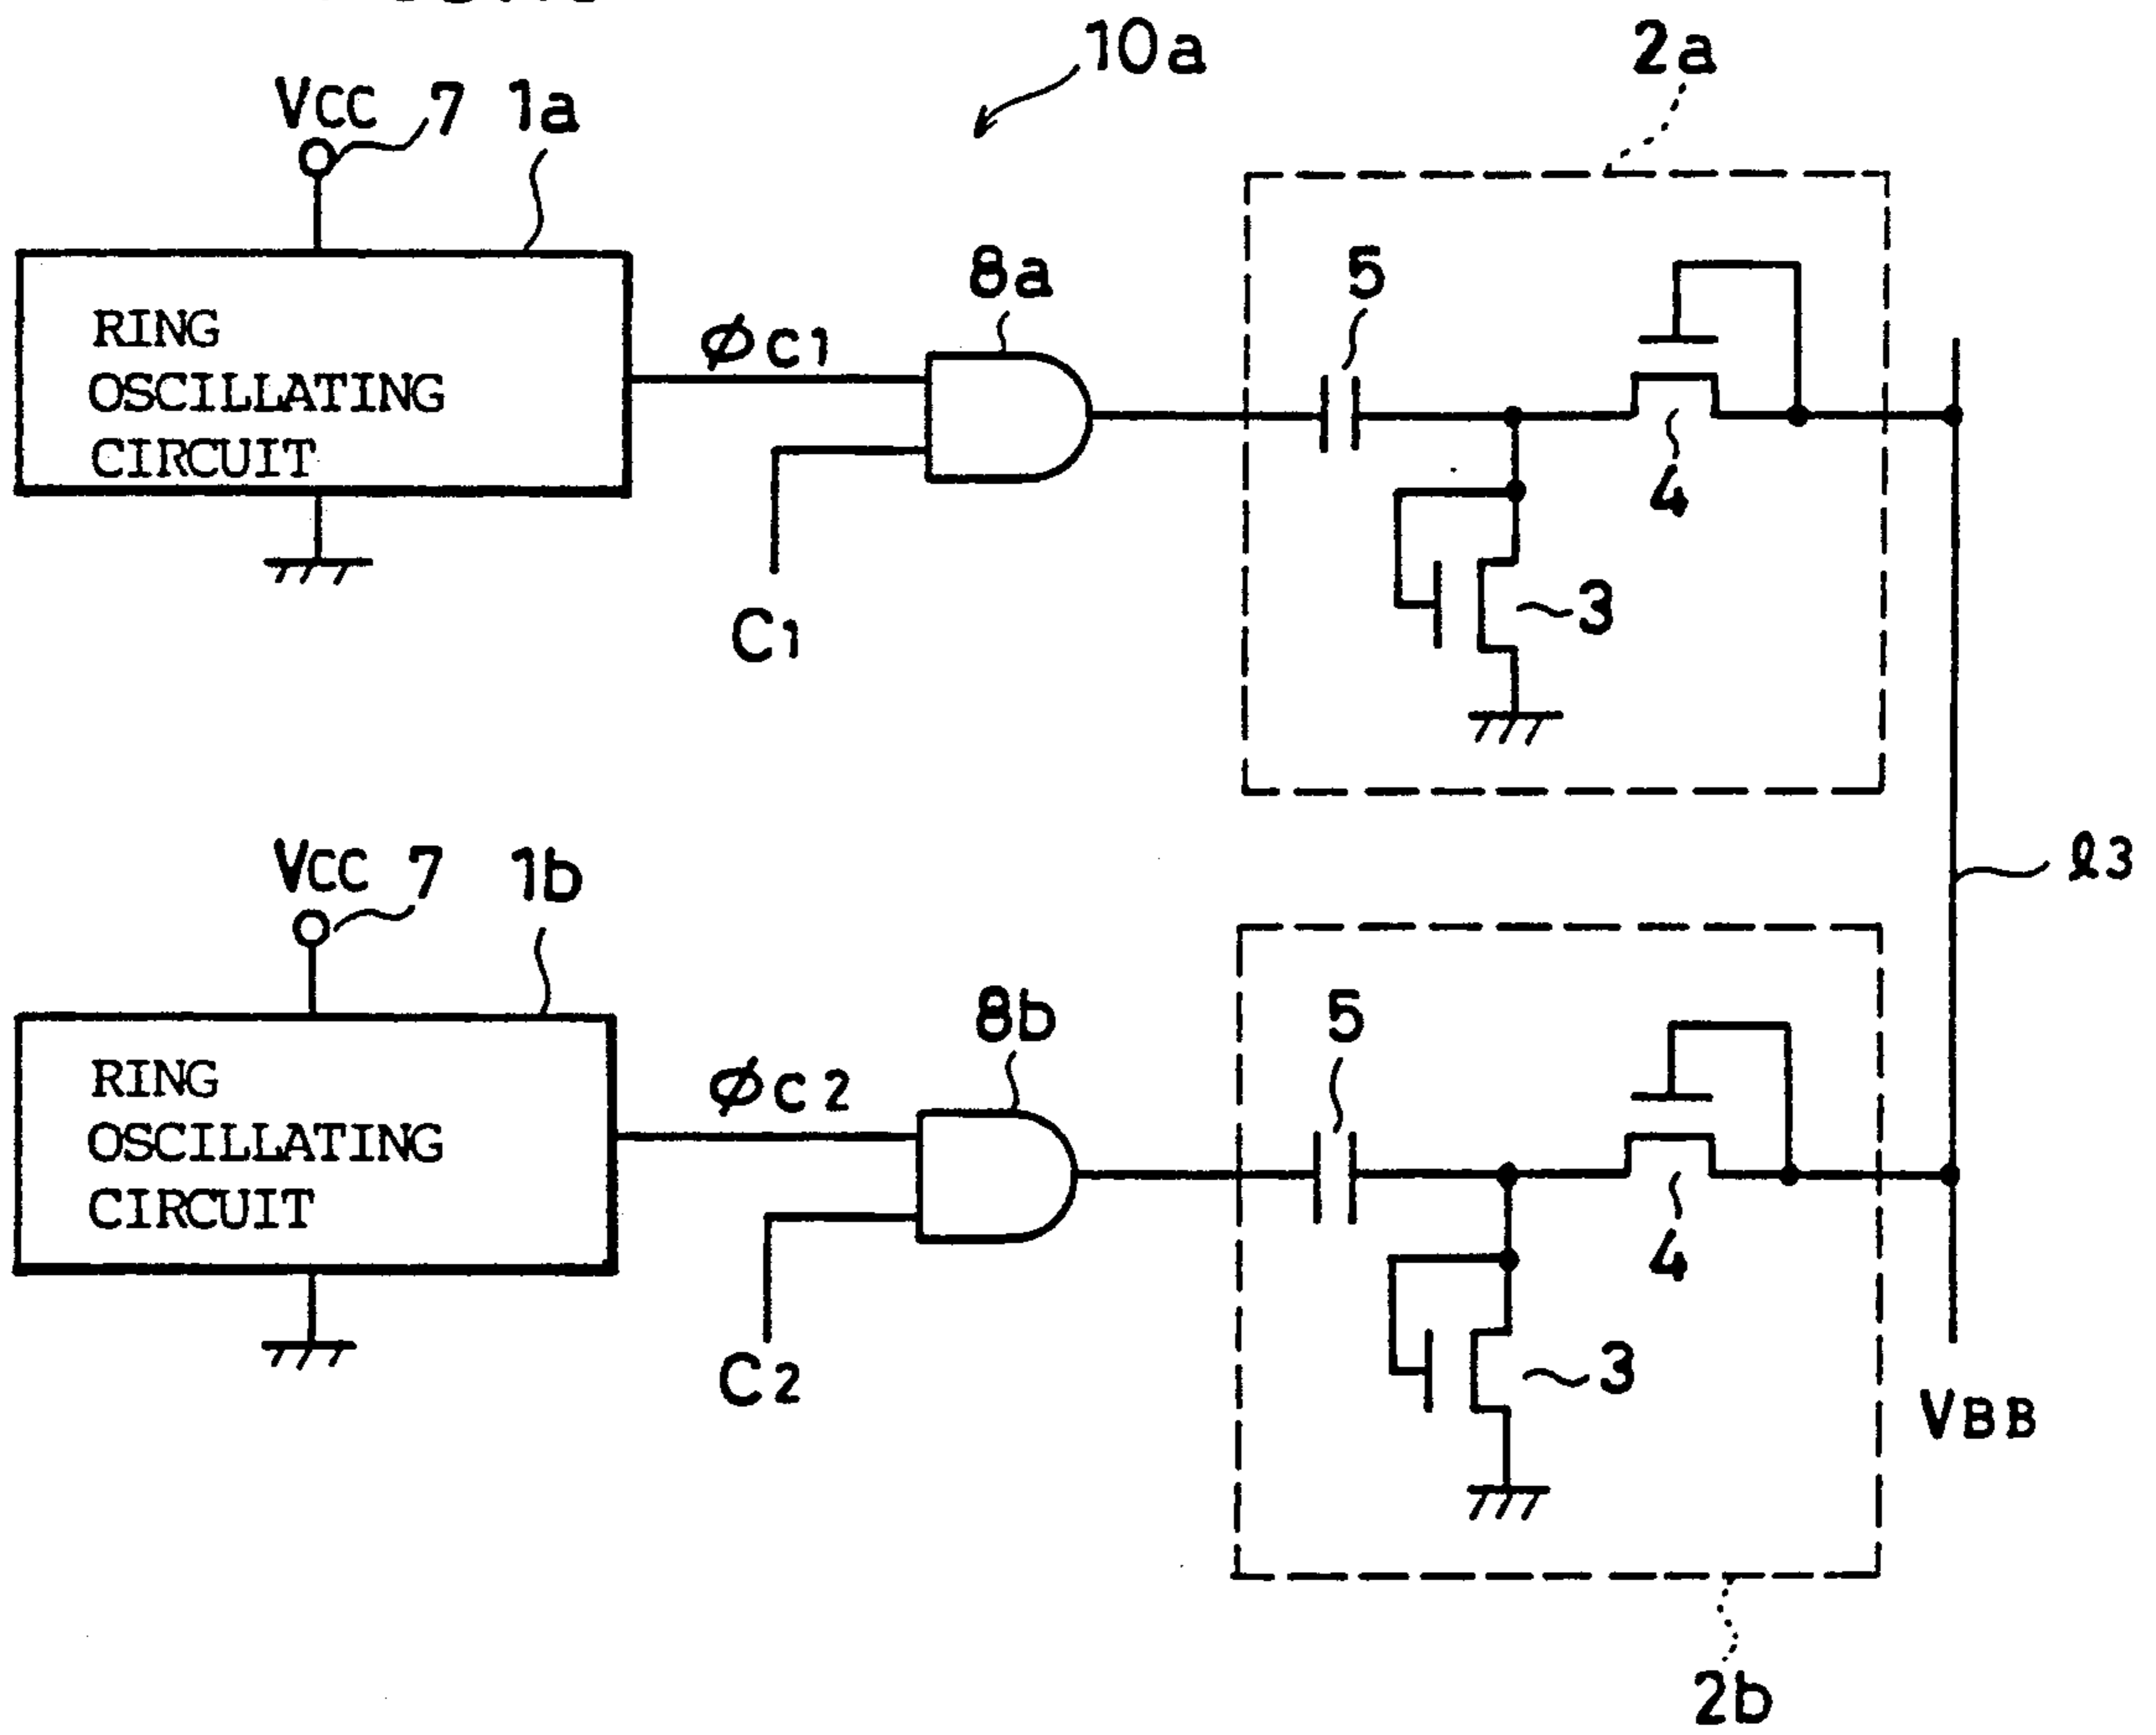 10a
2a
VCC 7 1a
8a
5
RING
OSCILLATING
CIRCUIT
φC1
4
3
C1
VCC 7 1b
ℓ3
8b
5
RING
OSCILLATING
CIRCUIT
φC2
4
3
C2
VBB
2b